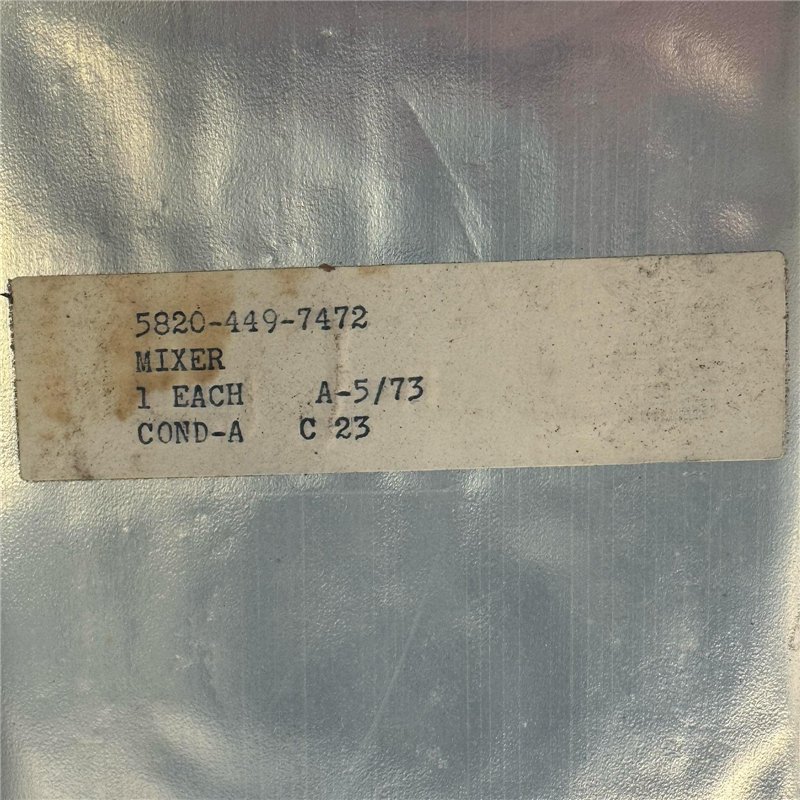 5820-449-7472
MIXER
1 EACH A-5/73
COND-A C 23